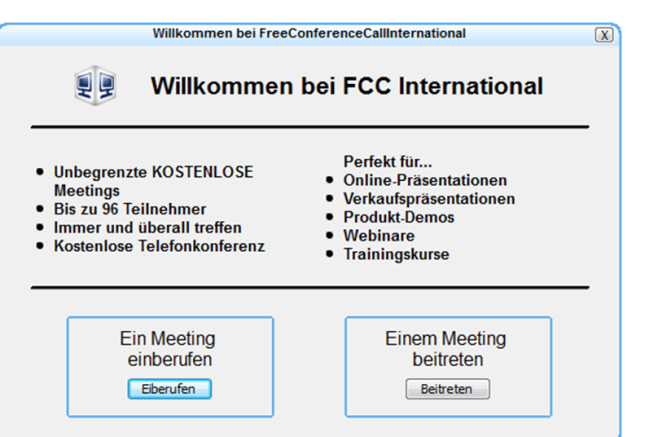 Willkommen bei FreeConferenceCallInternational
X
Willkommen bei FCC International
• Unbegrenzte KOSTENLOSE
Meetings
• Bis zu 96 Teilnehmer
• Immer und überall treffen
• Kostenlose Telefonkonferenz
Perfekt für...
• Online-Präsentationen
• Verkaufspräsentationen
• Produkt-Demos
• Webinare
• Trainingskurse
Ein Meeting
einberufen
Eiberufen
Einem Meeting
beitreten
Beitreten